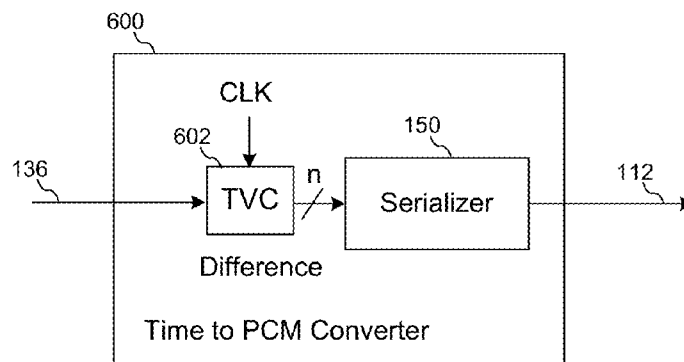 600
CLK
602
150
136
n
112
TVC
Serializer
Difference
Time to PCM Converter